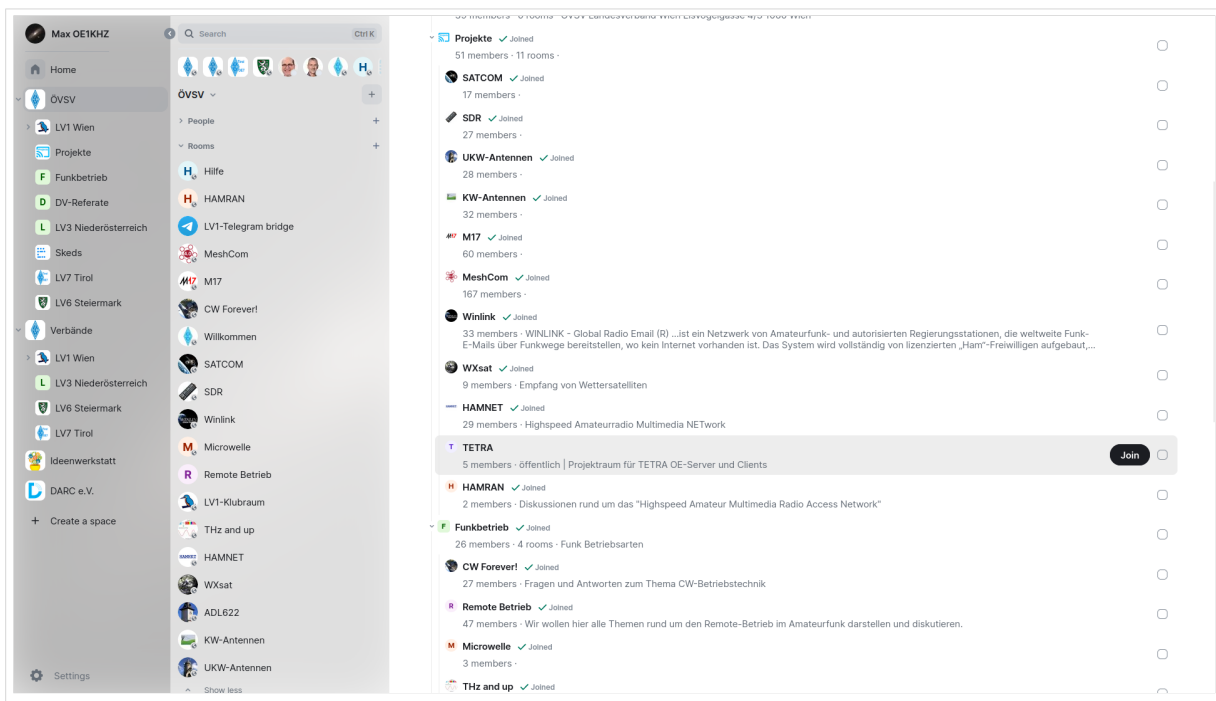 Max OE1KHZ
Home
ÖVSV
LV1 Wien
Projekte
F Funkbetrieb
D DV-Referate
L LV3 Niederösterreich
Skeds
LV7 Tirol
LV6 Steiermark
Verbände
LV1 Wien
L LV3 Niederösterreich
LV6 Steiermark
LV7 Tirol
Ideenwerkstatt
DARC e.V.
+ Create a space
Settings
Search Ctrl K
ÖVSV
People +
Rooms +
H Hilfe
H HAMRAN
LV1-Telegram bridge
MeshCom
M17 M17
CW Forever!
Willkommen
SATCOM
SDR
Winlink
M Microwelle
R Remote Betrieb
LV1-Klubraum
THz and up
HAMNET HAMNET
WXsat
ADL622
KW-Antennen
UKW-Antennen
Show less
Projekte ✓ Joined
51 members · 11 rooms ·
SATCOM ✓ Joined
17 members ·
SDR ✓ Joined
27 members ·
UKW-Antennen ✓ Joined
28 members ·
KW-Antennen ✓ Joined
32 members ·
M17 M17 ✓ Joined
60 members ·
MeshCom ✓ Joined
167 members ·
Winlink ✓ Joined
33 members · WINLINK - Global Radio Email (R) ...ist ein Netzwerk von Amateurfunk- und autorisierten Regierungsstationen, die weltweite Funk-
E-Mails über Funkwege bereitstellen, wo kein Internet vorhanden ist. Das System wird vollständig von lizenzierten „Ham“-Freiwilligen aufgebaut,...
WXsat ✓ Joined
9 members · Empfang von Wettersatelliten
HAMNET ✓ Joined
29 members · Highspeed Amateurradio Multimedia NETwork
T TETRA
5 members · öffentlich | Projektraum für TETRA OE-Server und Clients
Join
H HAMRAN ✓ Joined
2 members · Diskussionen rund um das "Highspeed Amateur Multimedia Radio Access Network"
F Funkbetrieb ✓ Joined
26 members · 4 rooms · Funk Betriebsarten
CW Forever! ✓ Joined
27 members · Fragen und Antworten zum Thema CW-Betriebstechnik
R Remote Betrieb ✓ Joined
47 members · Wir wollen hier alle Themen rund um den Remote-Betrieb im Amateurfunk darstellen und diskutieren.
M Microwelle ✓ Joined
3 members ·
THz and up ✓ Joined